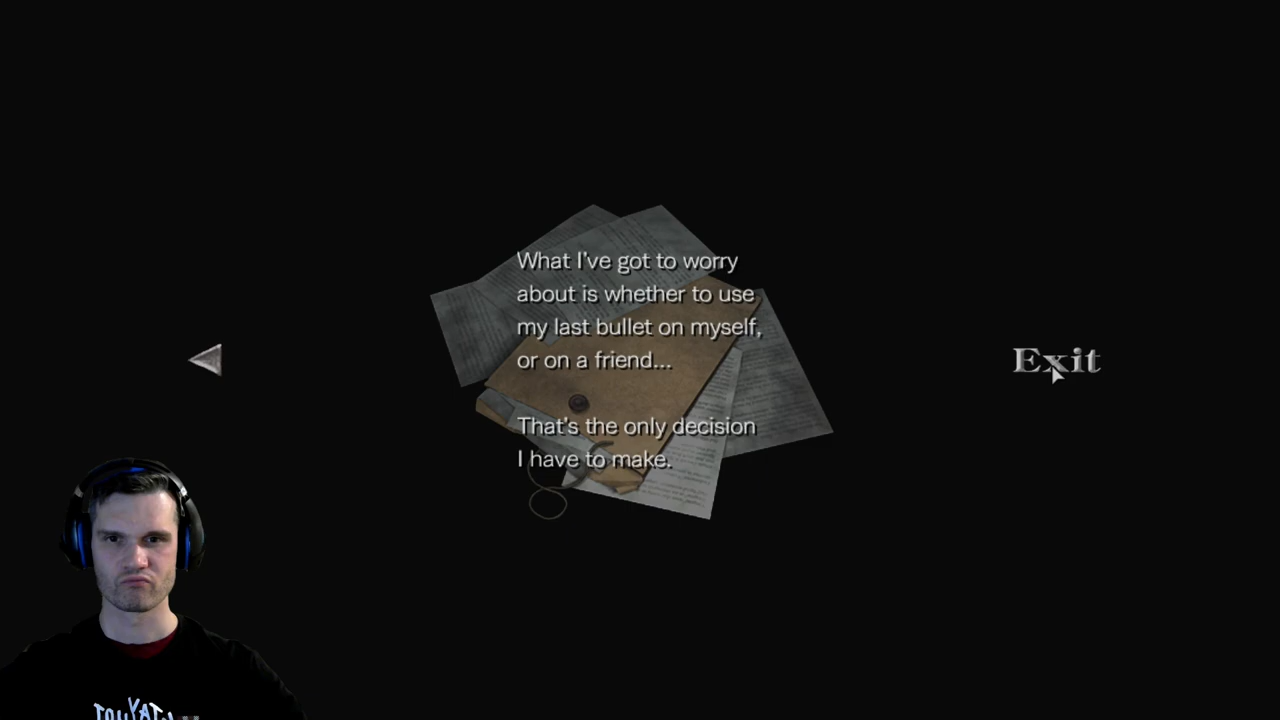 What I've got to worry
about is whether to use
my last bullet on myself,
or on a friend...
That's the only decision
I have to make.
Exit